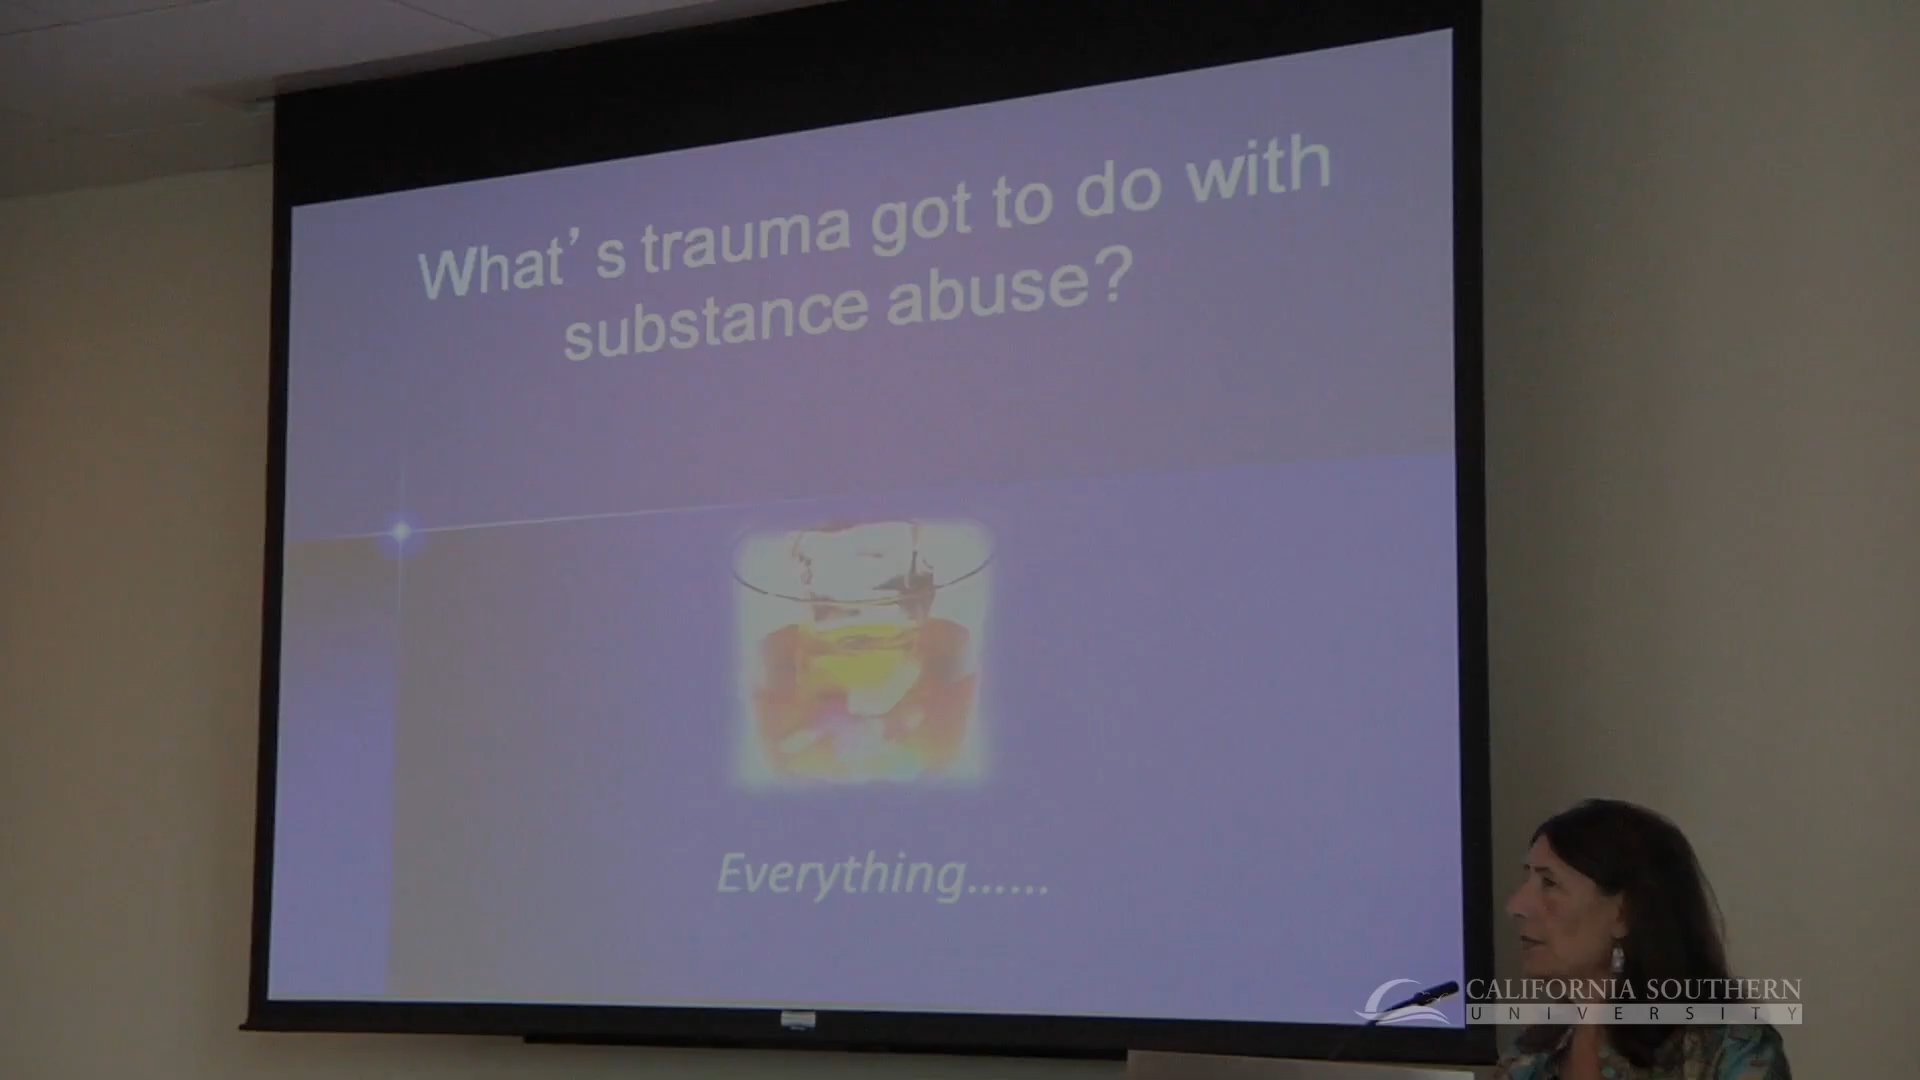 What's trauma got to do with
substance abuse?
Everything......
CALIFORNIA SOUTHERN
UNIVERSITY